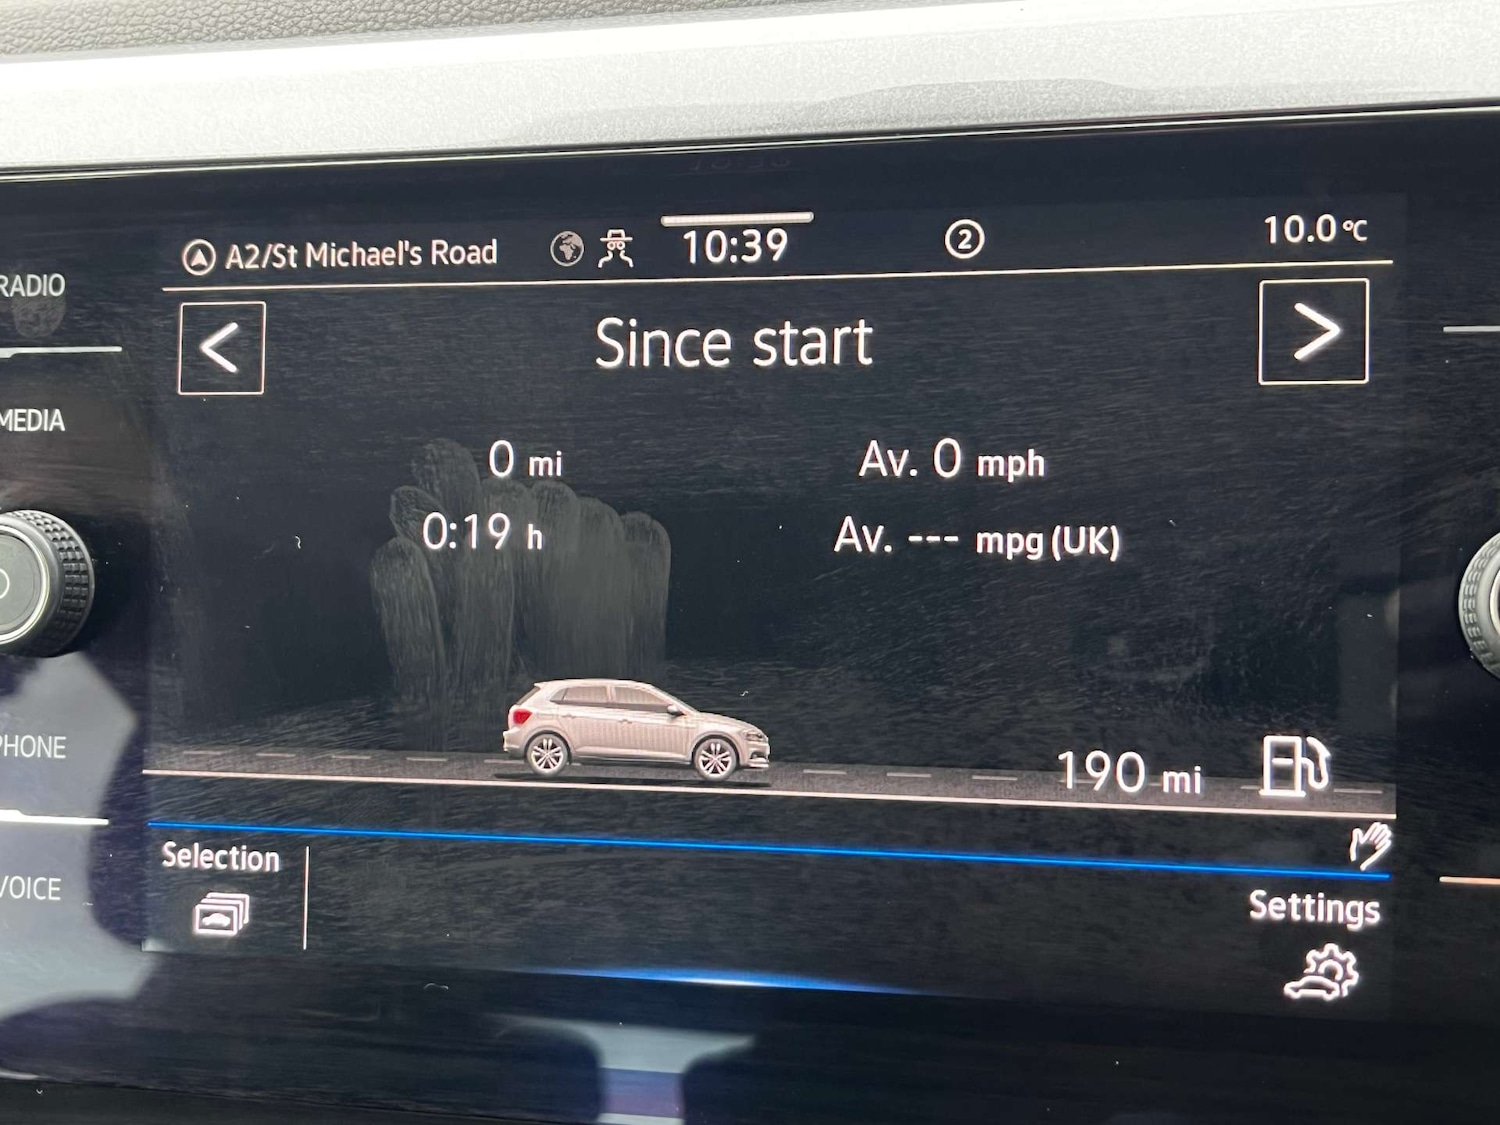 A2/St Michael's Road
10:39
2
10.0°C
RADIO
<
Since start
>
MEDIA
0 mi
Av. 0 mph
0:19 h
Av. --- mpg (UK)
PHONE
190 mi
Selection
VOICE
Settings